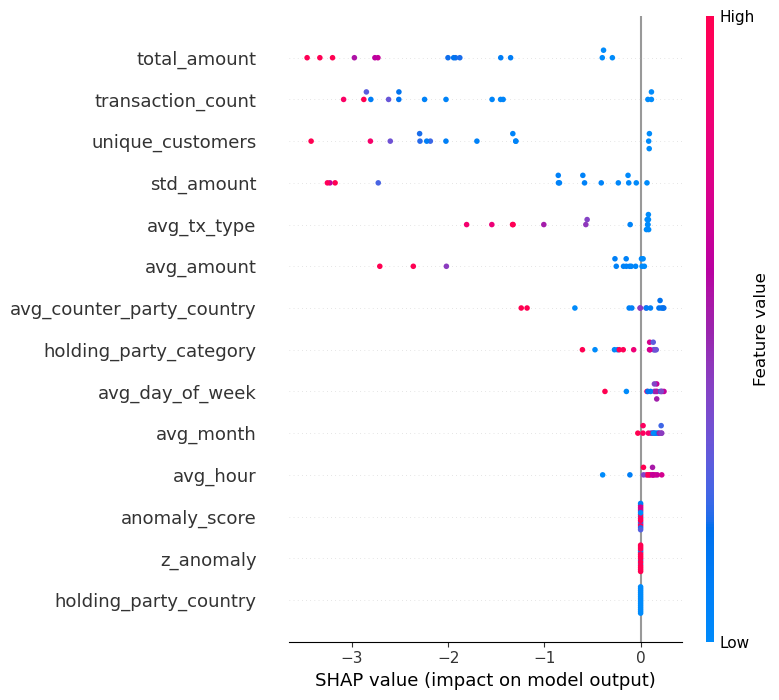 High
total_amount
transaction_count
unique_customers
std_amount
avg_tx_type
avg_amount
avg_counter_party_country
holding_party_category
avg_day_of_week
avg_month
avg_hour
anomaly_score
z_anomaly
holding_party_country
Low
Feature value
−3
−2
−1
0
SHAP value (impact on model output)